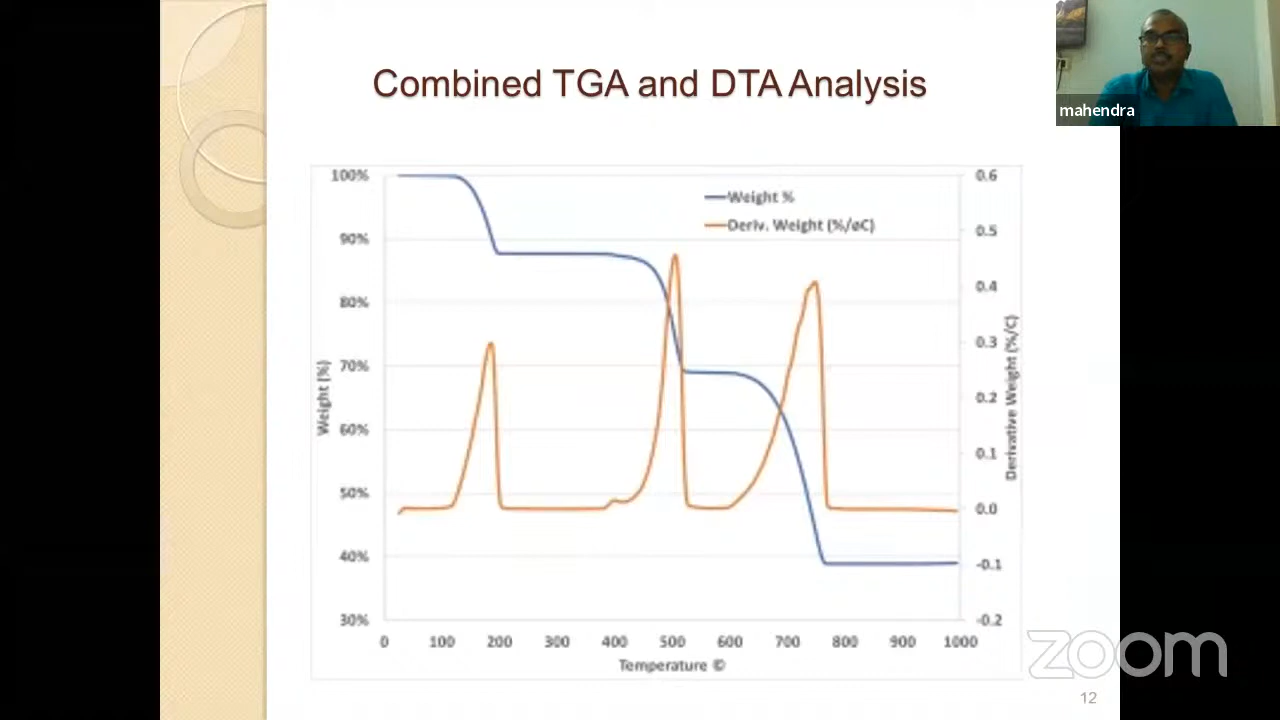 Combined TGA and DTA Analysis
mahendra
100%
90%
80%
70%
60%
50%
40%
30%
Weight (%)
Weight %
Deriv. Weight (%/øC)
0.6
0.5
0.4
0.3
0.2
0.1
0.0
-0.1
-0.2
Derivative Weight (%/C)
0 100 200 300 400 500 600 700 800 900 1000
Temperature ©
zoom
12